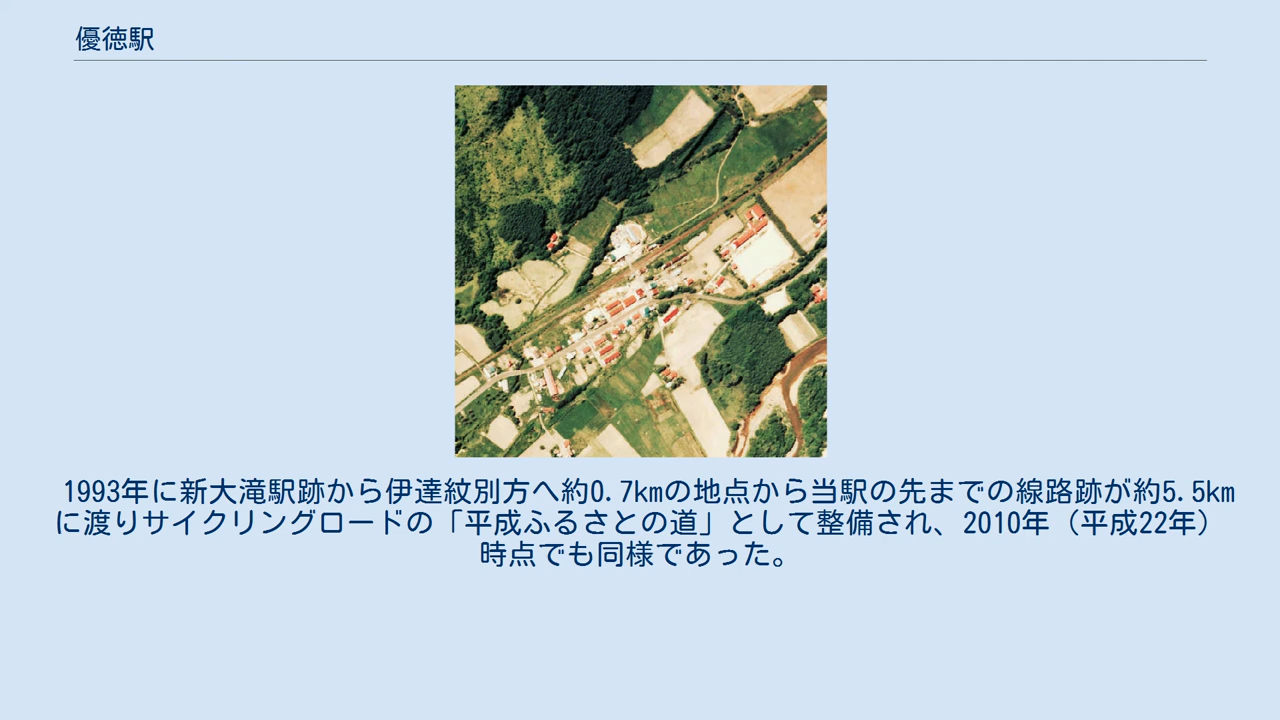 優徳駅
1993年に新大滝駅跡から伊達紋別方へ約0.7kmの地点から当駅の先までの線路跡が約5.5km
に渡りサイクリングロードの「平成ふるさとの道」として整備され、2010年（平成22年）
時点でも同様であった。